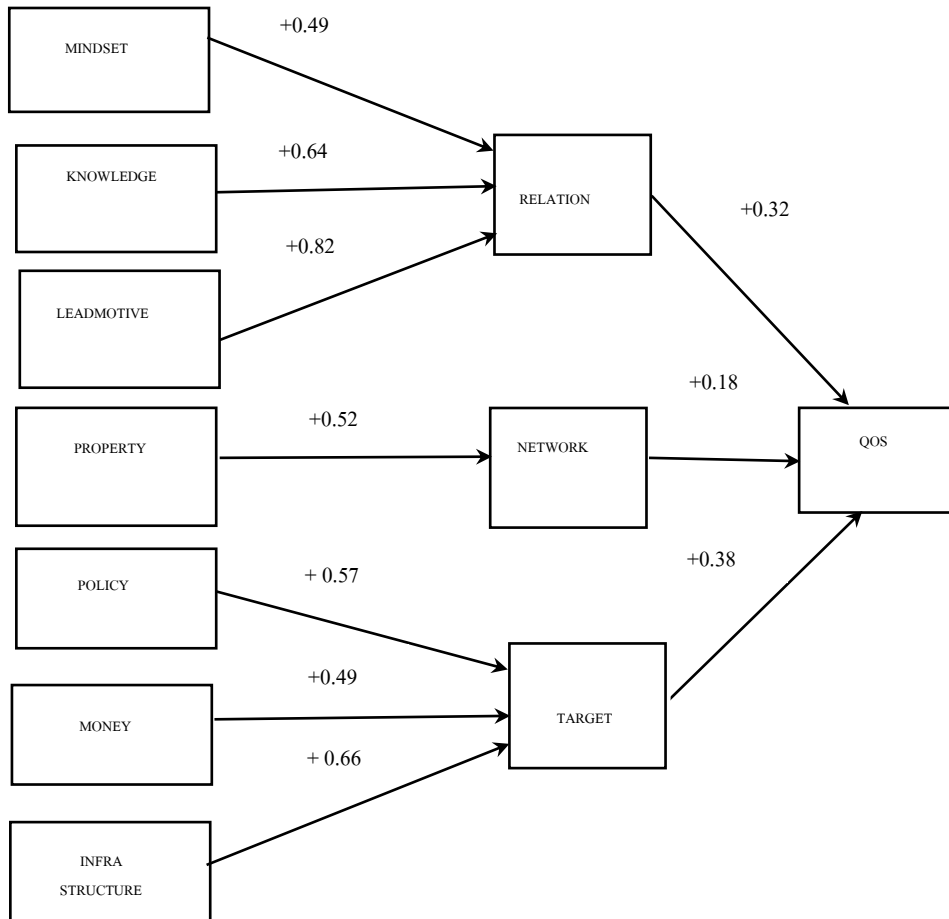 MINDSET
+0.49
KNOWLEDGE
+0.64
LEADMOTIVE
+0.82
RELATION
+0.32
PROPERTY
+0.52
NETWORK
+0.18
QOS
POLICY
+ 0.57
MONEY
+0.49
INFRA
STRUCTURE
+ 0.66
TARGET
+0.38